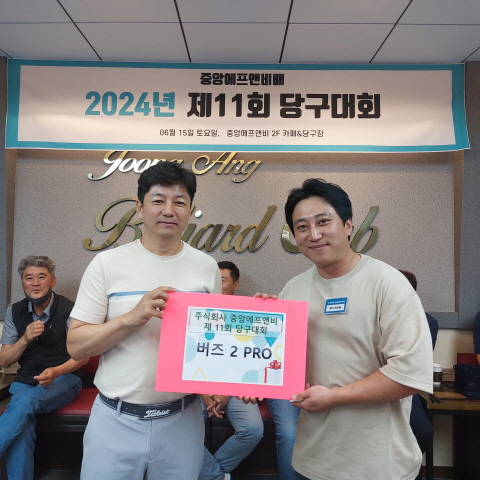 중앙에프앤비배
2024년 제11회 당구대회
06월 15일 토요일, 중앙에프앤비 2F 카페&당구장
Joong Ang
Billiard Club
주식회사 중앙에프앤비
제 11회 당구대회
버즈 2 PRO
Titleist